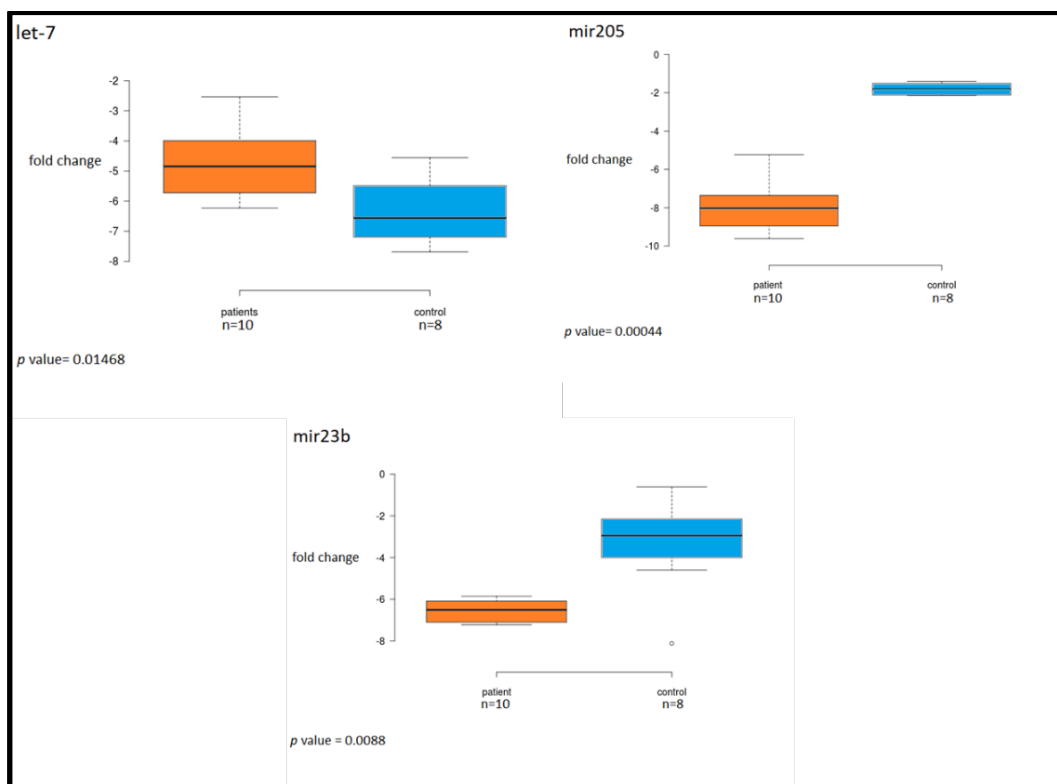 let-7
-2
-3
-4
fold change
-5
-6
-7
-8
patients
control
n=10
n=8
p value= 0.01468
mir205
0
-2
-4
fold change
-6
-8
-10
patient
control
n=10
n=8
p value= 0.00044
mir23b
0
-2
fold change
-4
-6
-8
patient
control
n=10
n=8
p value = 0.0088